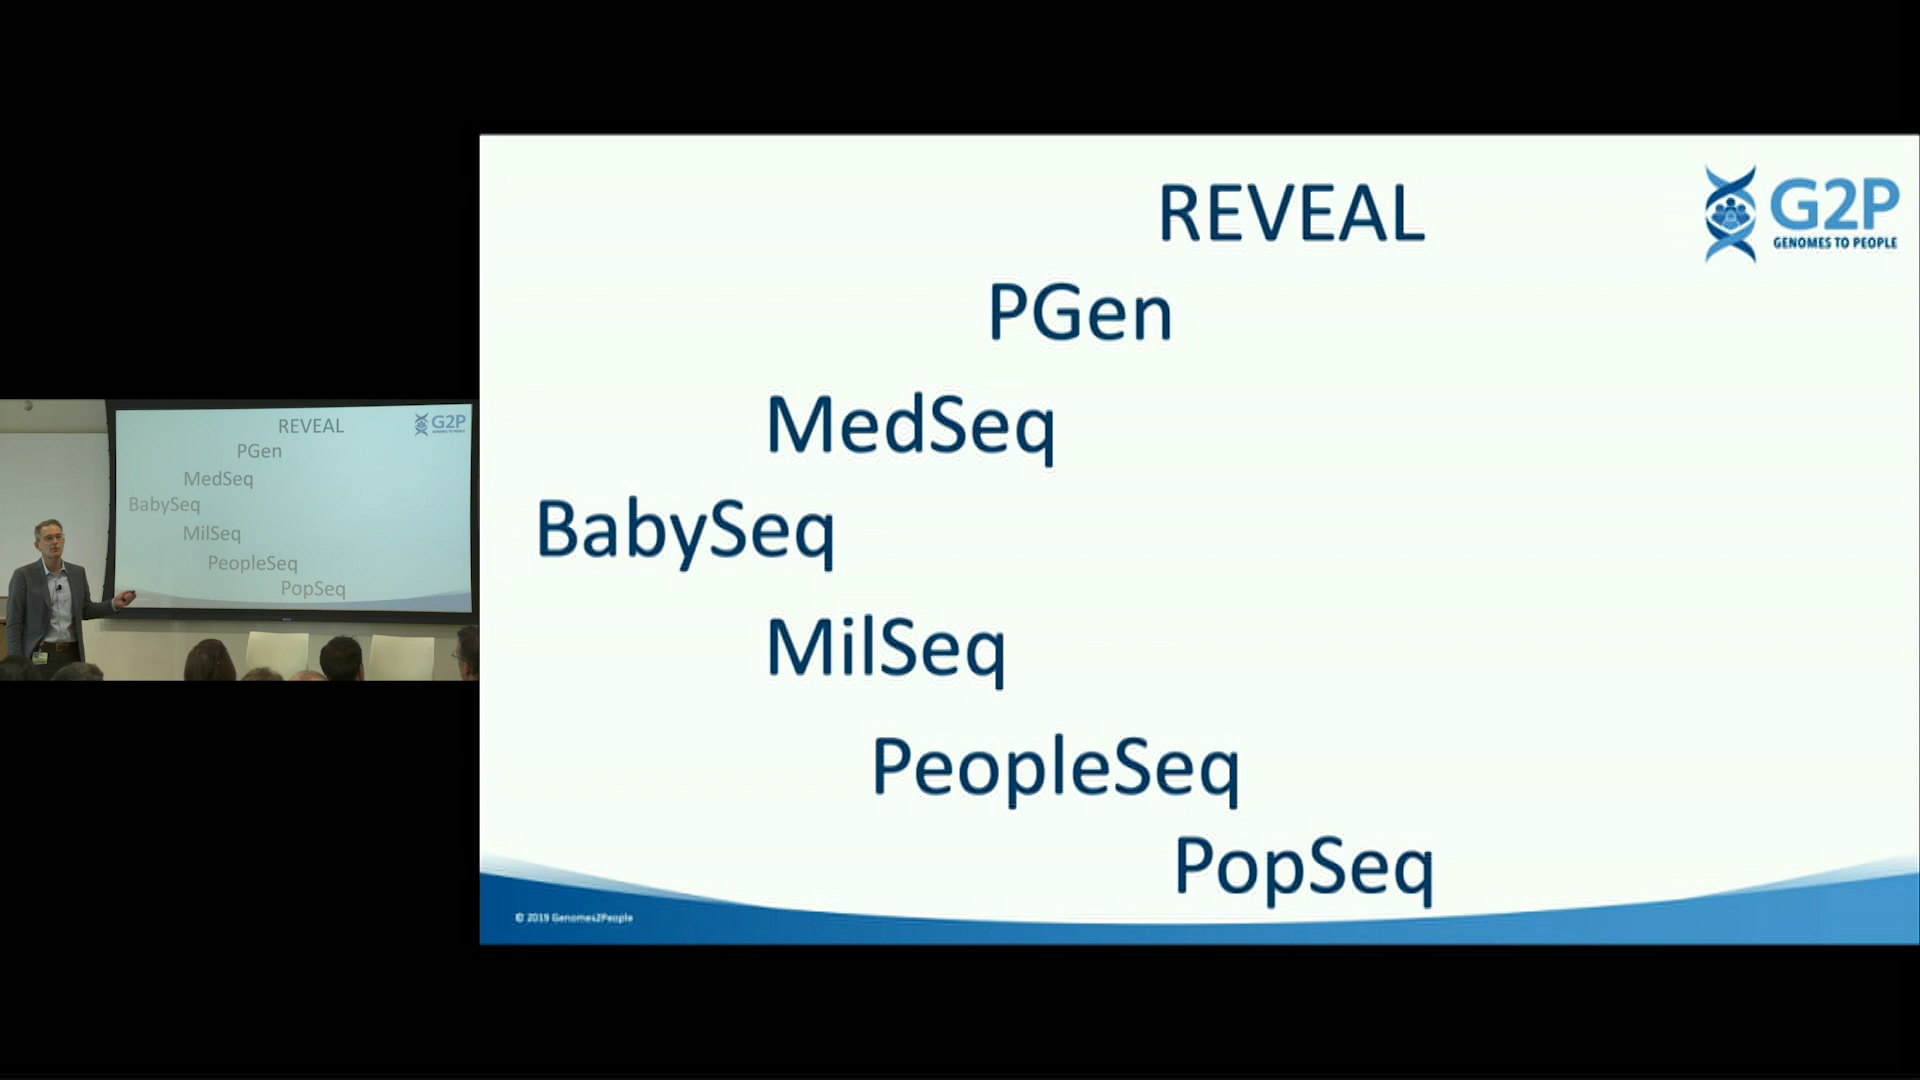 REVEAL
G2P
GENOMES TO PEOPLE
PGen
MedSeq
BabySeq
MilSeq
PeopleSeq
PopSeq
© 2019 Genomes2People
REVEAL
G2P
PGen
MedSeq
BabySeq
MilSeq
PeopleSeq
PopSeq